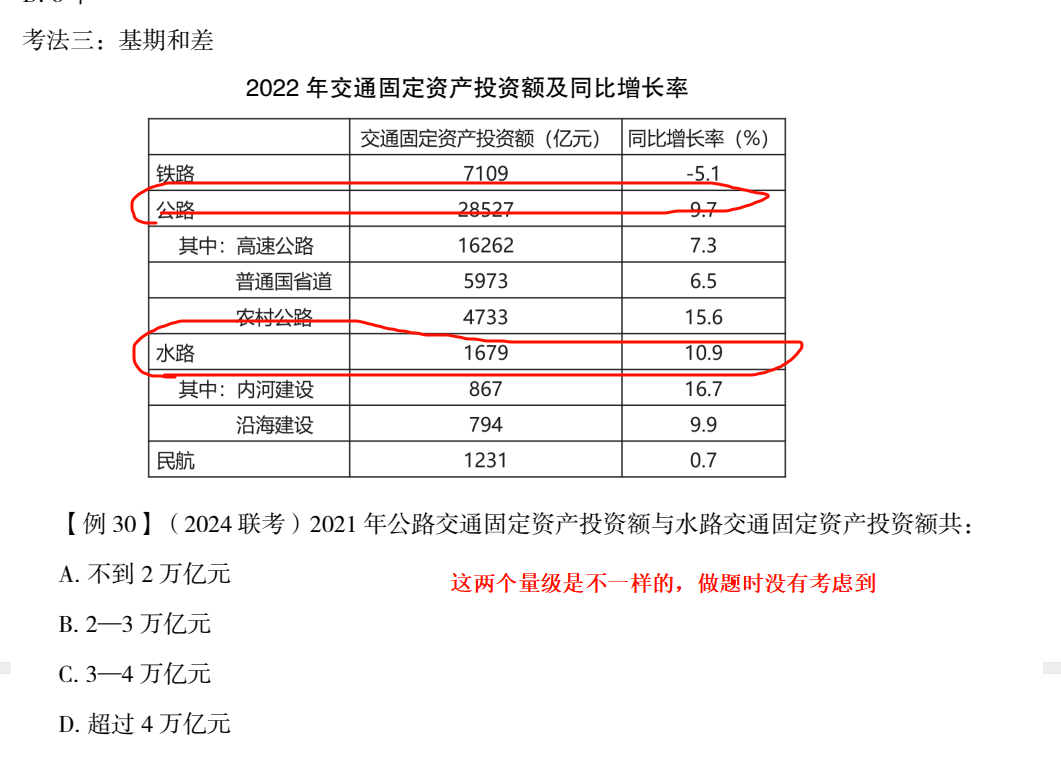 考法三：基期和差
2022 年交通固定资产投资额及同比增长率
交通固定资产投资额（亿元） 同比增长率（%）
铁路 7109 -5.1
公路 28527 9.7
其中：高速公路 16262 7.3
普通国省道 5973 6.5
农村公路 4733 15.6
水路 1679 10.9
其中：内河建设 867 16.7
沿海建设 794 9.9
民航 1231 0.7
【例 30】（2024 联考）2021 年公路交通固定资产投资额与水路交通固定资产投资额共：
A. 不到 2 万亿元
这两个量级是不一样的，做题时没有考虑到
B. 2—3 万亿元
C. 3—4 万亿元
D. 超过 4 万亿元